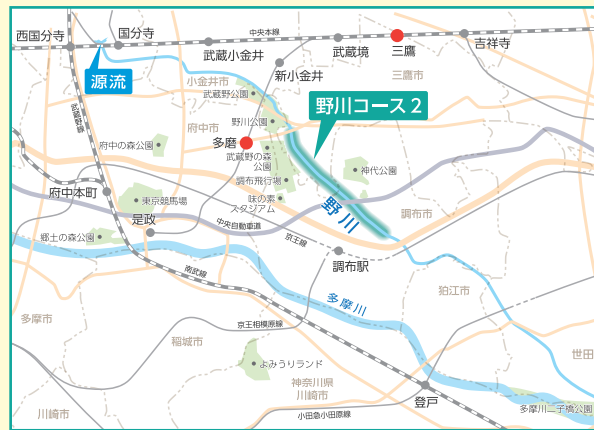 西国分寺
国分寺
中央本線
武蔵小金井
武蔵境
三鷹
吉祥寺
源流
新小金井
三鷹市
小金井市
武蔵野公園
野川コース2
野川公園
府中市
多磨
府中の森公園
武蔵野の森
公園
神代公園
調布飛行場
府中本町
東京競馬場
味の素
スタジアム
野川
調布市
是政
中央自動車道
郷土の森公園
京王線
調布駅
南武線
多摩川
狛江市
多摩市
京王相模原線
稲城市
世田
よみうりランド
神奈川県
川崎市
登戸
川崎市
小田急小田原線
多摩川二子橋公園